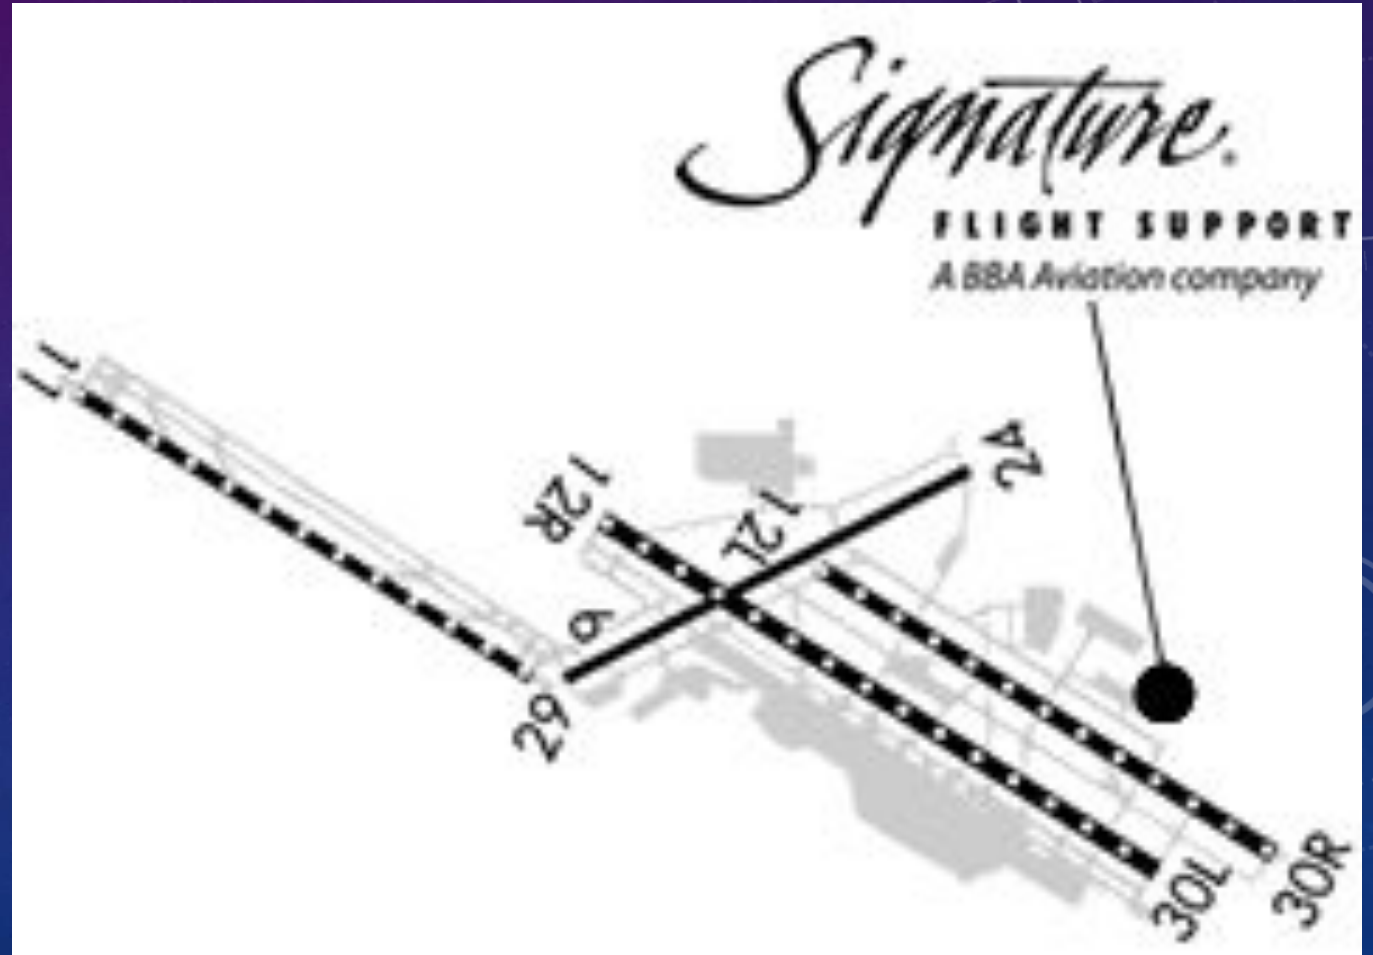 Signature®
FLIGHT SUPPORT
A BBA Aviation company
11
12R
12L
24
6
29
30L
30R